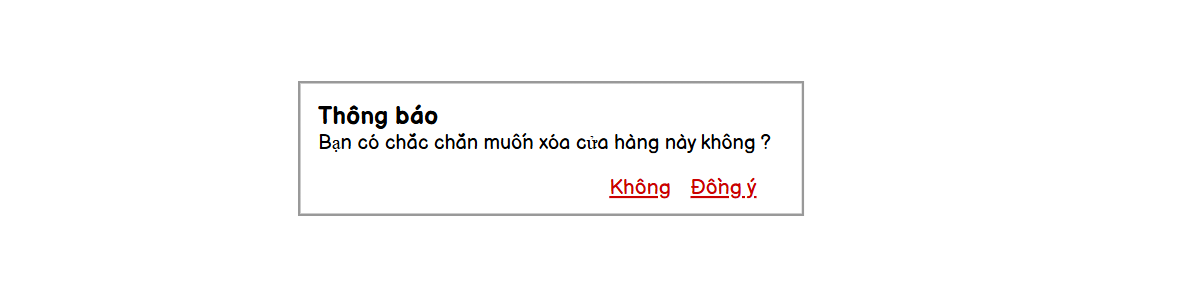 Thông báo
Bạn có chắc chắn muốn xóa cửa hàng này không ?
Không Đồng ý